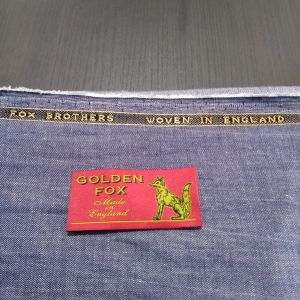 FOX BROTHERS WOVEN IN ENGLAND
GOLDEN
FOX
Made
in
England